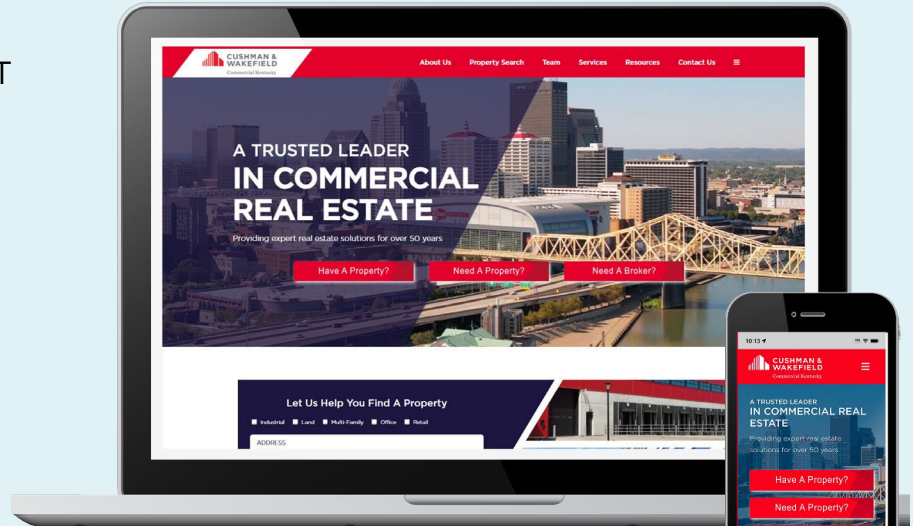 T
CUSHMAN &
WAKEFIELD
Commercial Kentucky
About Us Property Search Team Services Resources Contact Us
A TRUSTED LEADER
IN COMMERCIAL
REAL ESTATE
Providing expert real estate solutions for over 50 years
Have A Property? Need A Property? Need A Broker?
Let Us Help You Find A Property
Industrial Land Multi-Family Office Retail
ADDRESS
10:13
CUSHMAN &
WAKEFIELD
Commercial Kentucky
A TRUSTED LEADER
IN COMMERCIAL REAL
ESTATE
Providing expert real estate
solutions for over 50 years
Have A Property?
Need A Property?